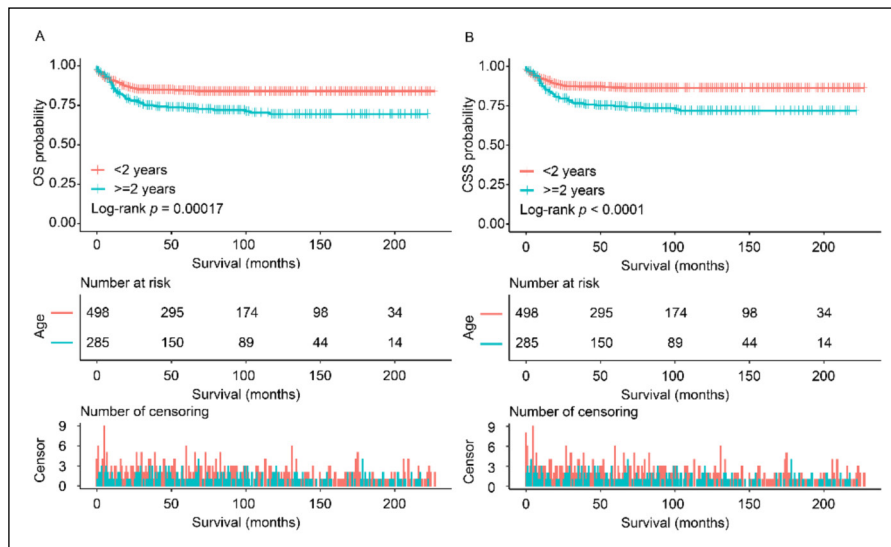 A
1.00
0.75
0.50
0.25
0.00
OS probability
<2 years
>=2 years
Log-rank p = 0.00017
0 50 100 150 200
Survival (months)
Number at risk
Age
498 295 174 98 34
285 150 89 44 14
0 50 100 150 200
Survival (months)
Number of censoring
9
6
3
0
Censor
0 50 100 150 200
Survival (months)
B
1.00
0.75
0.50
0.25
0.00
CSS probability
<2 years
>=2 years
Log-rank p < 0.0001
0 50 100 150 200
Survival (months)
Number at risk
Age
498 295 174 98 34
285 150 89 44 14
0 50 100 150 200
Survival (months)
Number of censoring
9
6
3
0
Censor
0 50 100 150 200
Survival (months)